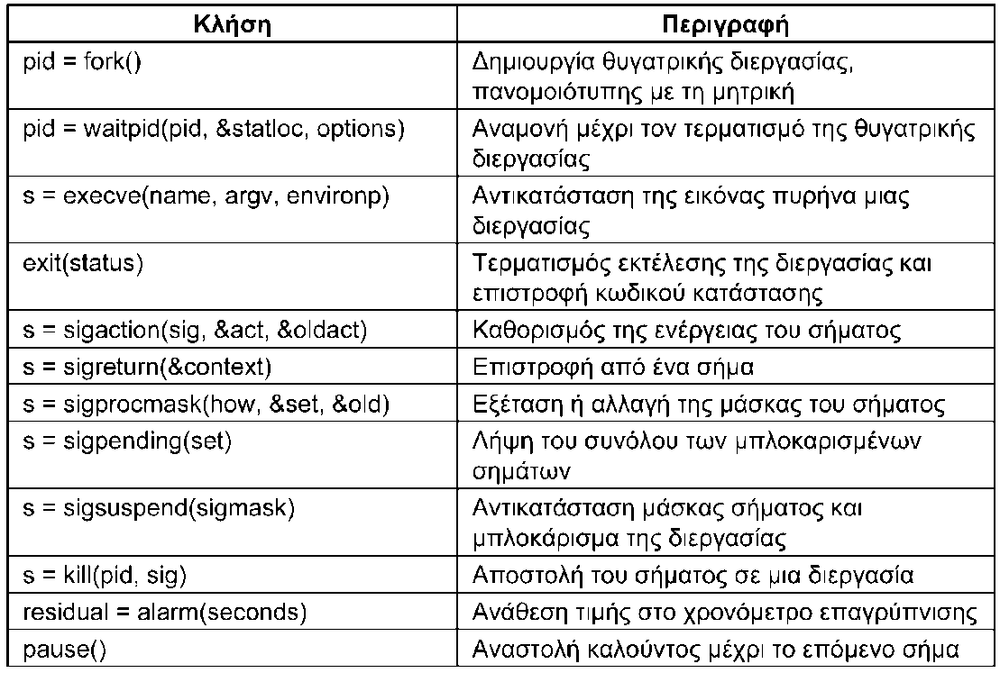 Κλήση Περιγραφή
pid = fork() Δημιουργία θυγατρικής διεργασίας,
πανομοιότυπης με τη μητρική
pid = waitpid(pid, &statloc, options) Αναμονή μέχρι τον τερματισμό της θυγατρικής
διεργασίας
s = execve(name, argv, environp) Αντικατάσταση της εικόνας πυρήνα μιας
διεργασίας
exit(status) Τερματισμός εκτέλεσης της διεργασίας και
επιστροφή κωδικού κατάστασης
s = sigaction(sig, &act, &oldact) Καθορισμός της ενέργειας του σήματος
s = sigreturn(&context) Επιστροφή από ένα σήμα
s = sigprocmask(how, &set, &old) Εξέταση ή αλλαγή της μάσκας του σήματος
s = sigpending(set) Λήψη του συνόλου των μπλοκαρισμένων
σημάτων
s = sigsuspend(sigmask) Αντικατάσταση μάσκας σήματος και
μπλοκάρισμα της διεργασίας
s = kill(pid, sig) Αποστολή του σήματος σε μια διεργασία
residual = alarm(seconds) Ανάθεση τιμής στο χρονόμετρο επαγρύπνισης
pause() Αναστολή καλούντος μέχρι το επόμενο σήμα